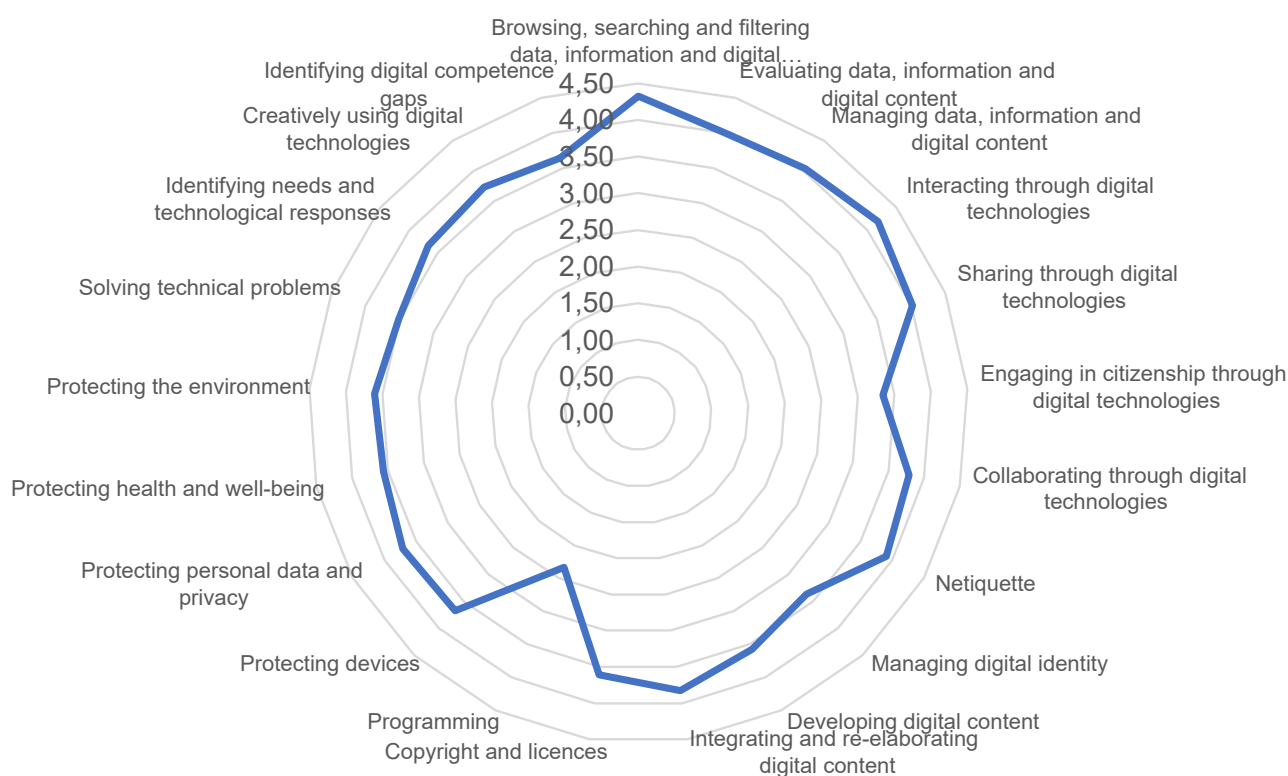 Browsing, searching and filtering
data, information and digital…
Evaluating data, information and
digital content
Managing data, information and
digital content
Interacting through digital
technologies
Sharing through digital
technologies
Engaging in citizenship through
digital technologies
Collaborating through digital
technologies
Netiquette
Managing digital identity
Developing digital content
Integrating and re-elaborating
digital content
Copyright and licences
Programming
Protecting devices
Protecting personal data and
privacy
Protecting health and well-being
Protecting the environment
Solving technical problems
Identifying needs and
technological responses
Creatively using digital
technologies
Identifying digital competence
gaps
4,50
4,00
3,50
3,00
2,50
2,00
1,50
1,00
0,50
0,00